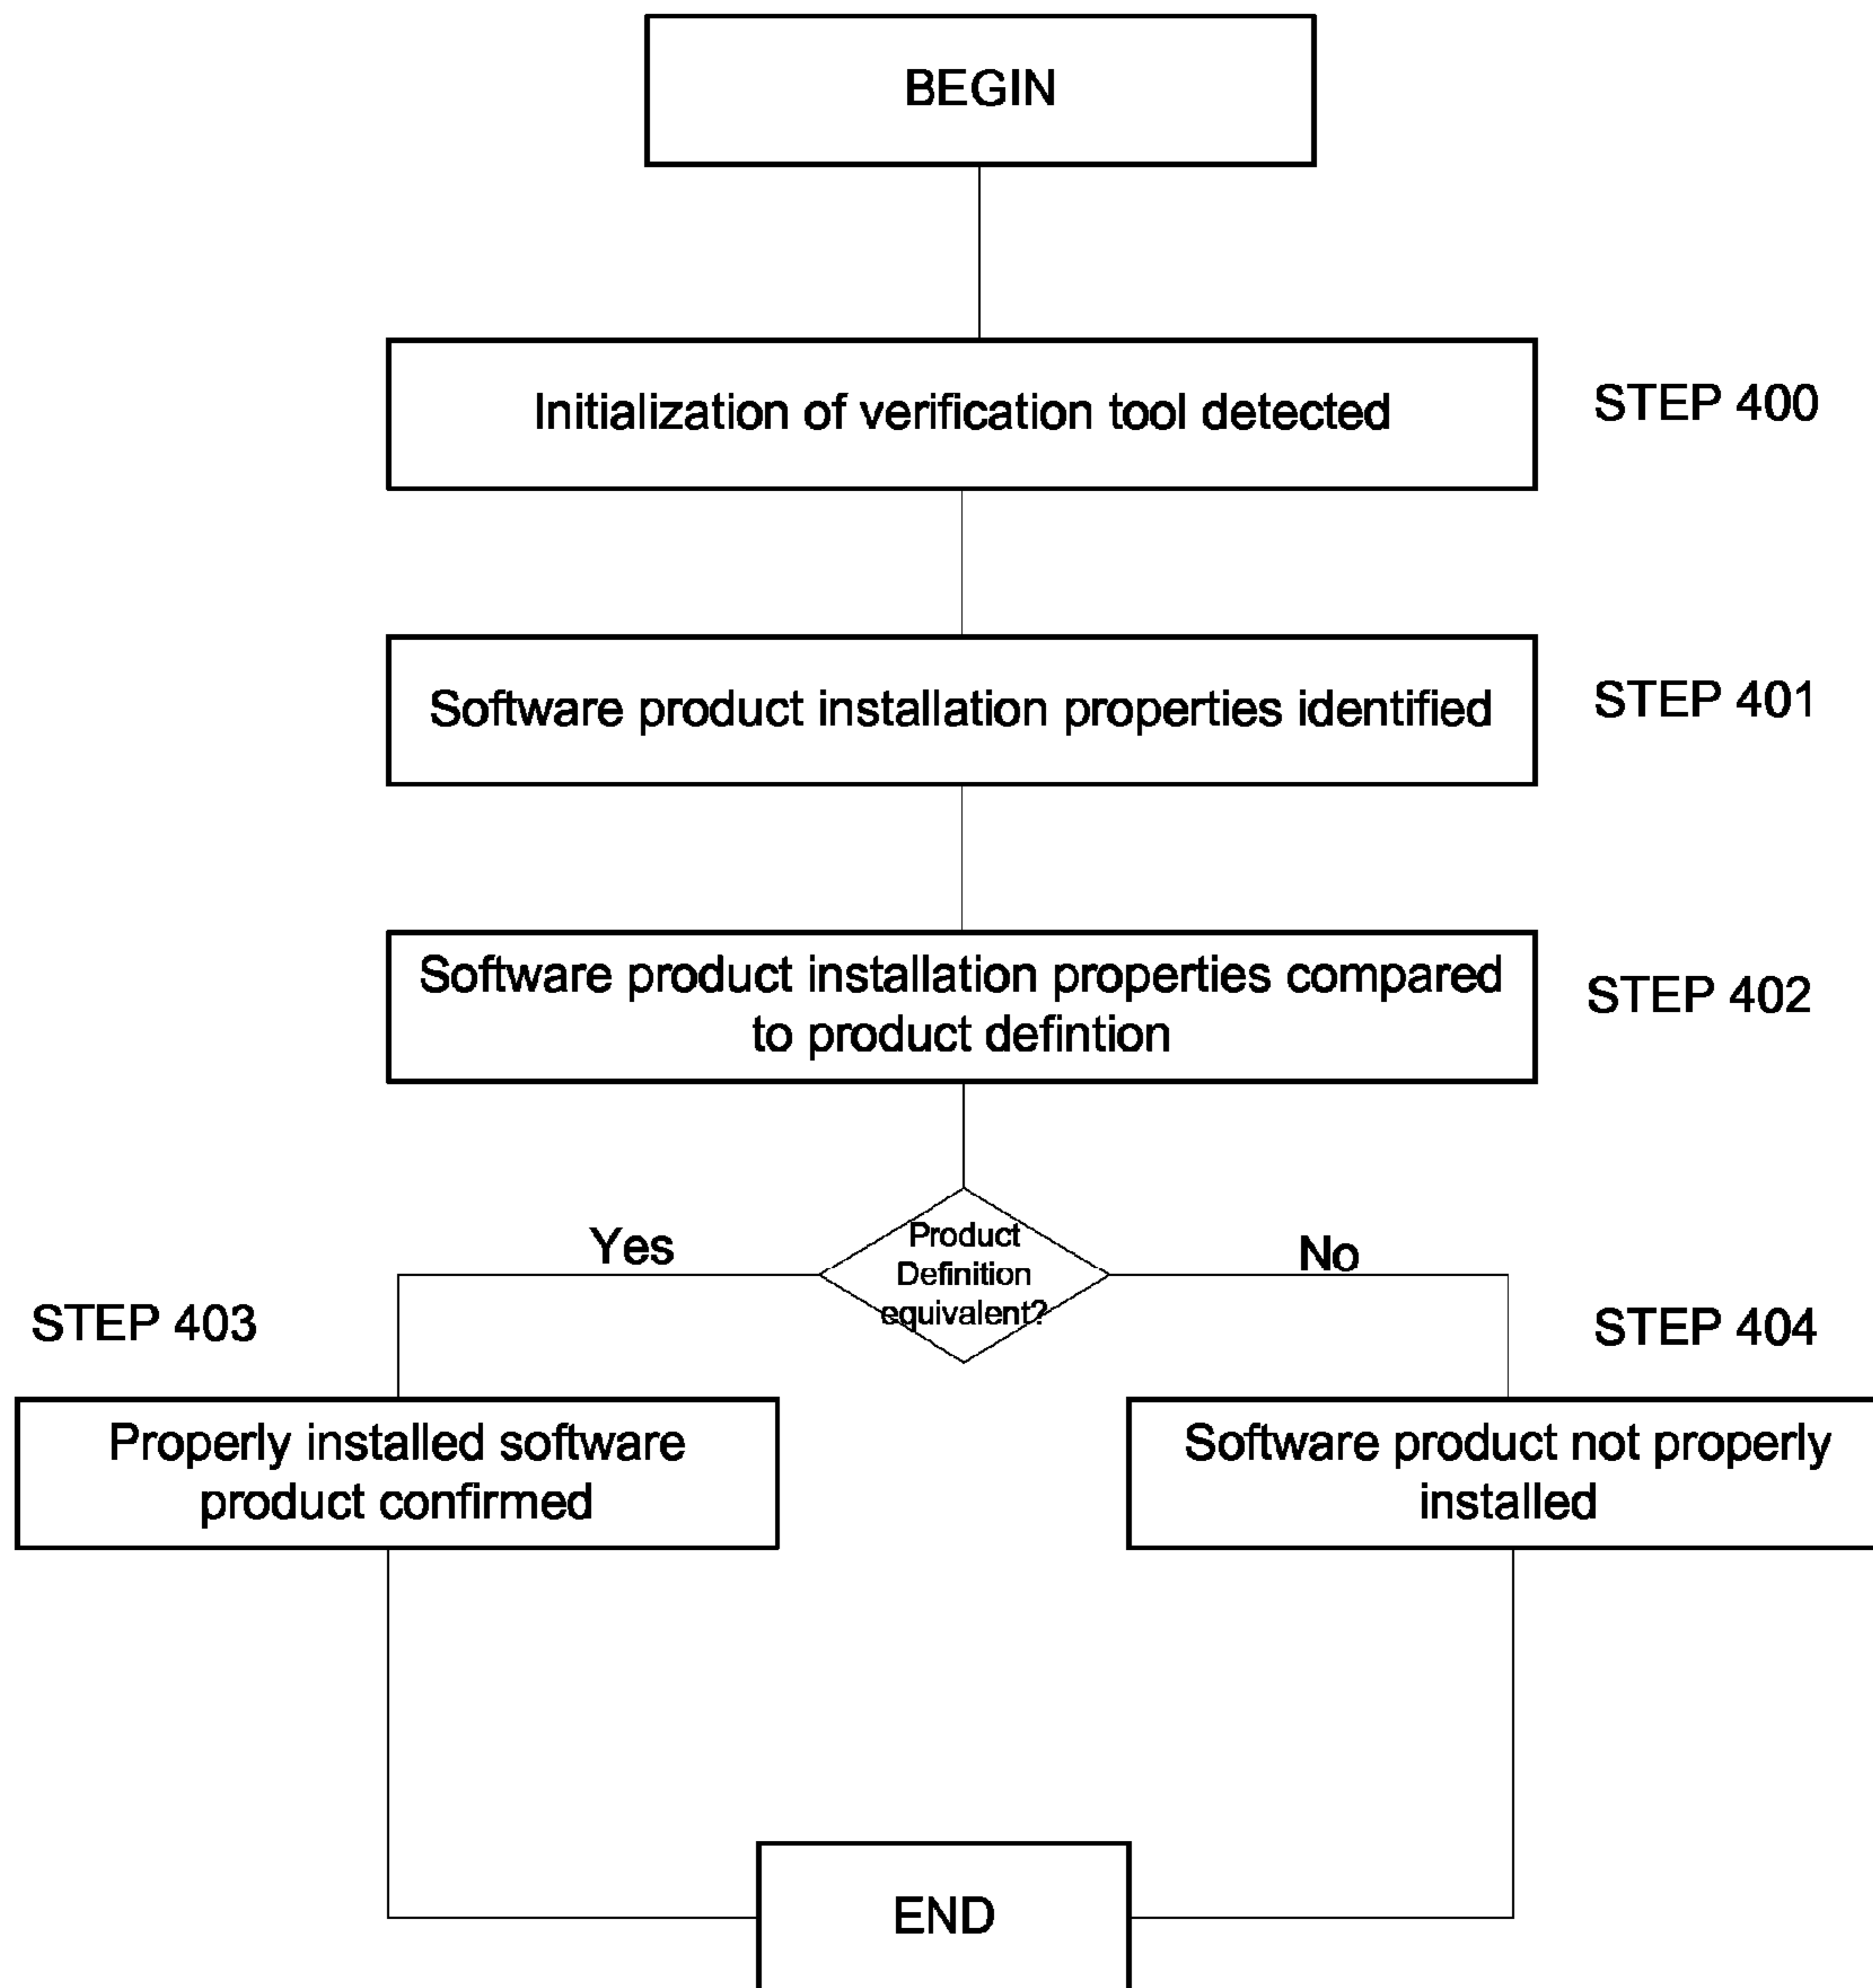 BEGIN
Initialization of verification tool detected
STEP 400
Software product installation properties identified
STEP 401
Software product installation properties compared
to product defintion
STEP 402
Product
Definition
equivalent?
Yes
No
STEP 403
STEP 404
Properly installed software
product confirmed
Software product not properly
installed
END